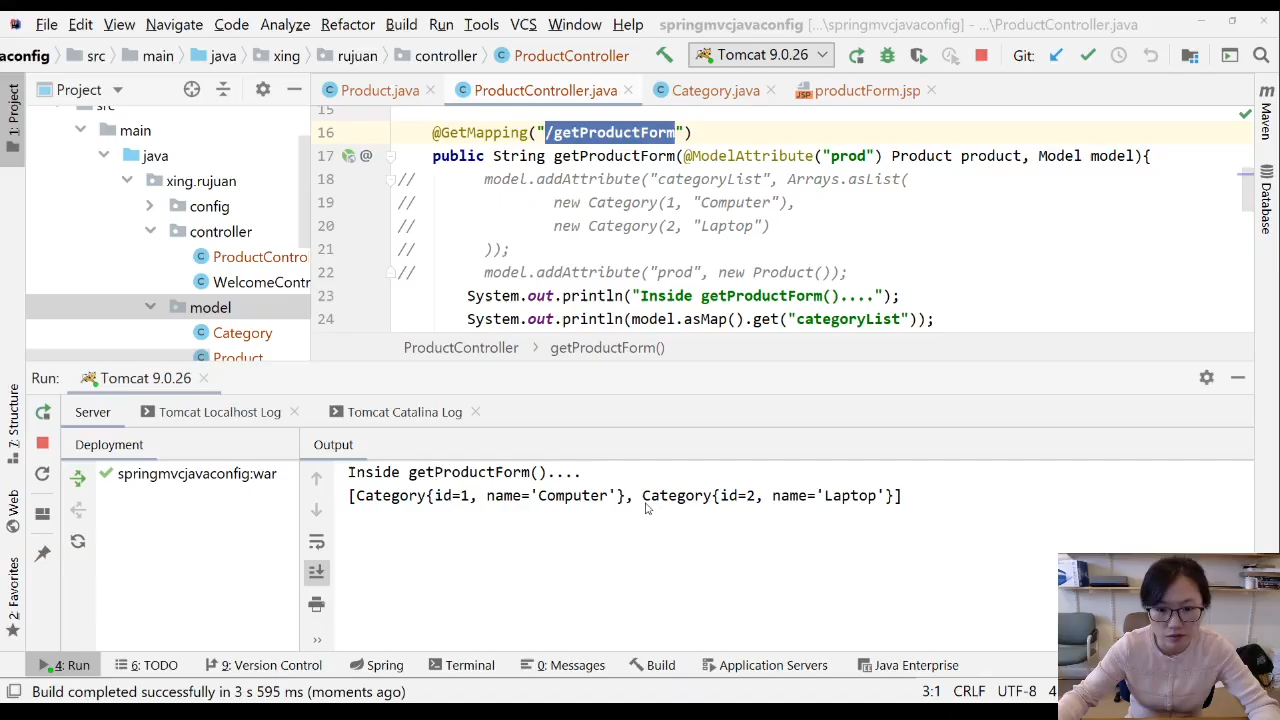 File Edit View Navigate Code Analyze Refactor Build Run Tools VCS Window Help springmvcjavaconfig [...\springmvcjavaconfig] - ...\ProductController.java
aconfig src main java xing rujuan controller ProductController Tomcat 9.0.26 Git:
Project Product.java ProductController.java Category.java productForm.jsp
1: Project
7: Structure
Web
2: Favorites
Maven
Database
src
main
java
xing.rujuan
config
controller
ProductContro
WelcomeContr
model
Category
Product
15
16 @GetMapping("/getProductForm")
17 @ public String getProductForm(@ModelAttribute("prod") Product product, Model model){
18 // model.addAttribute("categoryList", Arrays.asList(
19 // new Category(1, "Computer"),
20 // new Category(2, "Laptop")
21 // ));
22 // model.addAttribute("prod", new Product());
23 System.out.println("Inside getProductForm()....");
24 System.out.println(model.asMap().get("categoryList"));
ProductController > getProductForm()
Run: Tomcat 9.0.26
Server Tomcat Localhost Log Tomcat Catalina Log
Deployment Output
springmvcjavaconfig:war
Inside getProductForm()....
[Category{id=1, name='Computer'}, Category{id=2, name='Laptop'}]
4: Run 6: TODO 9: Version Control Spring Terminal 0: Messages Build Application Servers Java Enterprise
Build completed successfully in 3 s 595 ms (moments ago) 3:1 CRLF UTF-8 4